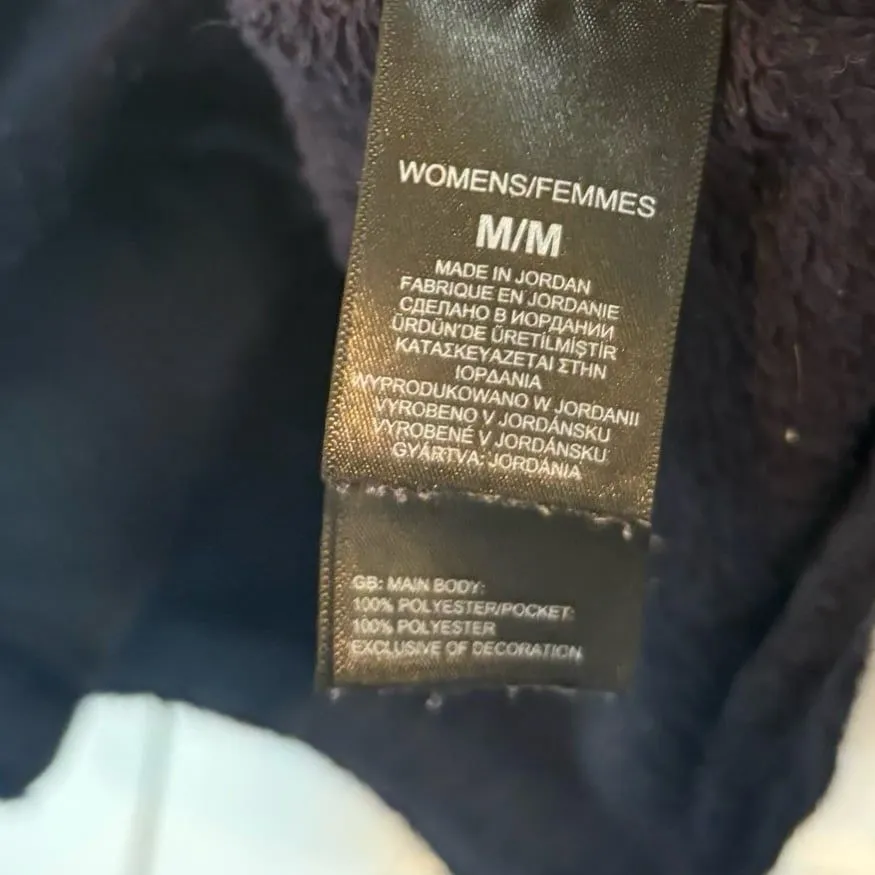 WOMENS/FEMMES
M/M
MADE IN JORDAN
FABRIQUE EN JORDANIE
СДЕЛАНО В ИОРДАНИИ
ÜRDÜN'DE ÜRETİLMİŞTİR
ΚΑΤΑΣΚΕΥΑΖΕΤΑΙ ΣΤΗΝ
ΙΟΡΔΑΝΙΑ
WYPRODUKOWANO W JORDANII
VYROBENO V JORDÁNSKU
VYROBENÉ V JORDÁNSKU
GYÁRTVA: JORDÁNIA
GB: MAIN BODY:
100% POLYESTER/POCKET:
100% POLYESTER
EXCLUSIVE OF DECORATION